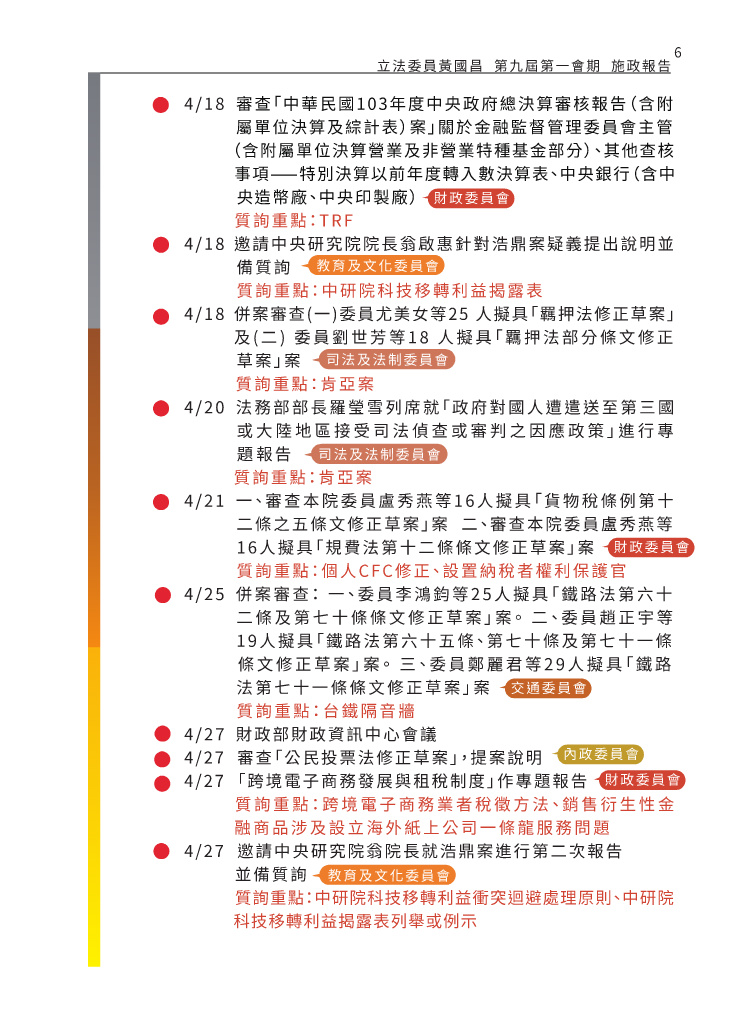 6
立法委員黃國昌 第九屆第一會期 施政報告
4/18 審查「中華民國103年度中央政府總決算審核報告（含附
屬單位決算及綜計表）案」關於金融監督管理委員會主管
（含附屬單位決算營業及非營業特種基金部分）、其他查核
事項——特別決算以前年度轉入數決算表、中央銀行（含中
央造幣廠、中央印製廠） 財政委員會
質詢重點：TRF
4/18 邀請中央研究院院長翁啟惠針對浩鼎案疑義提出說明並
備質詢 教育及文化委員會
質詢重點：中研院科技移轉利益揭露表
4/18 併案審查(一)委員尤美女等25 人擬具「羈押法修正草案」
及(二) 委員劉世芳等18 人擬具「羈押法部分條文修正
草案」案 司法及法制委員會
質詢重點：肯亞案
4/20 法務部部長羅瑩雪列席就「政府對國人遭遣送至第三國
或大陸地區接受司法偵查或審判之因應政策」進行專
題報告 司法及法制委員會
質詢重點：肯亞案
4/21 一、審查本院委員盧秀燕等16人擬具「貨物稅條例第十
二條之五條文修正草案」案 二、審查本院委員盧秀燕等
16人擬具「規費法第十二條條文修正草案」案 財政委員會
質詢重點：個人CFC修正、設置納稅者權利保護官
4/25 併案審查： 一、委員李鴻鈞等25人擬具「鐵路法第六十
二條及第七十條條文修正草案」案。 二、委員趙正宇等
19人擬具「鐵路法第六十五條、第七十條及第七十一條
條文修正草案」案。 三、委員鄭麗君等29人擬具「鐵路
法第七十一條條文修正草案」案 交通委員會
質詢重點：台鐵隔音牆
4/27 財政部財政資訊中心會議
4/27 審查「公民投票法修正草案」，提案說明 內政委員會
4/27 「跨境電子商務發展與租稅制度」作專題報告 財政委員會
質詢重點：跨境電子商務業者稅徵方法、銷售衍生性金
融商品涉及設立海外紙上公司一條龍服務問題
4/27 邀請中央研究院翁院長就浩鼎案進行第二次報告
並備質詢 教育及文化委員會
質詢重點：中研院科技移轉利益衝突迴避處理原則、中研院
科技移轉利益揭露表列舉或例示